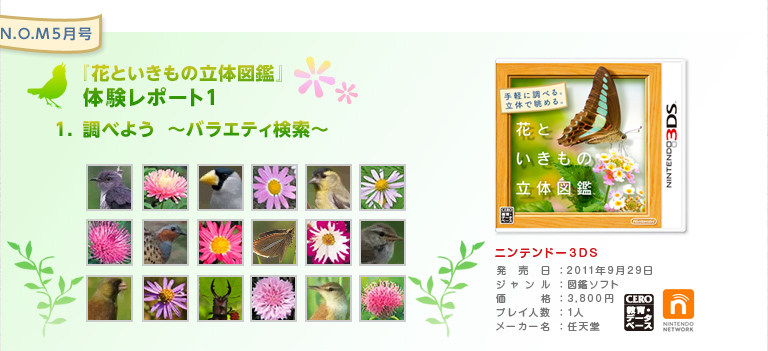 N.O.M5月号
『花といきもの立体図鑑』
体験レポート1
1. 調べよう ～バラエティ検索～
手軽に調べる。
立体で眺める。
花と
いきもの
立体図鑑
NINTENDO3DS
Nintendo
ニンテンドー3DS
発売日：2011年9月29日
ジャンル：図鑑ソフト
価格：3,800円
プレイ人数：1人
メーカー名：任天堂
CERO
教育・
データ
ベース
NINTENDO
NETWORK